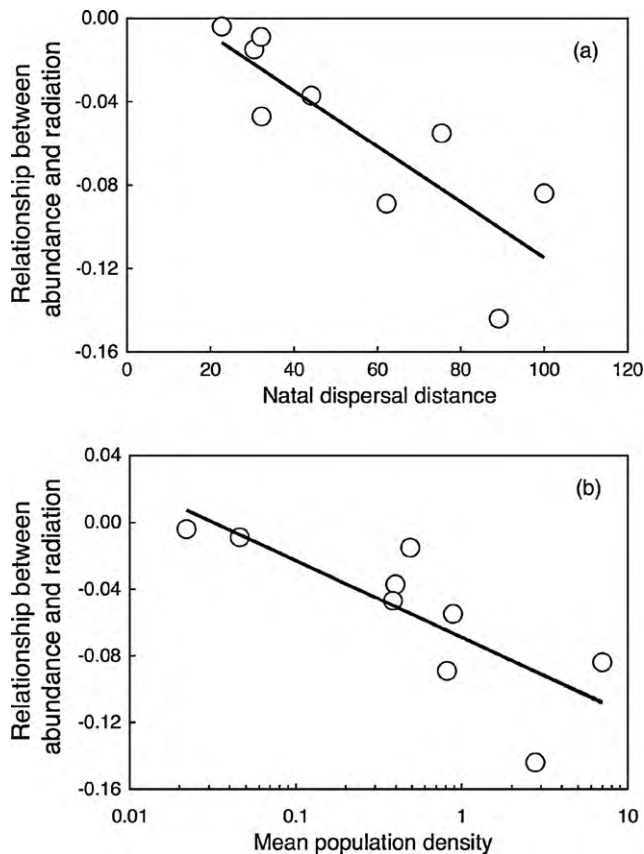 0.00
(a)
-0.04
-0.08
-0.12
-0.16
Relationship between
abundance and radiation
0 20 40 60 80 100 120
Natal dispersal distance
0.04
(b)
0.00
-0.04
-0.08
-0.12
-0.16
Relationship between
abundance and radiation
0.01 0.1 1 10
Mean population density